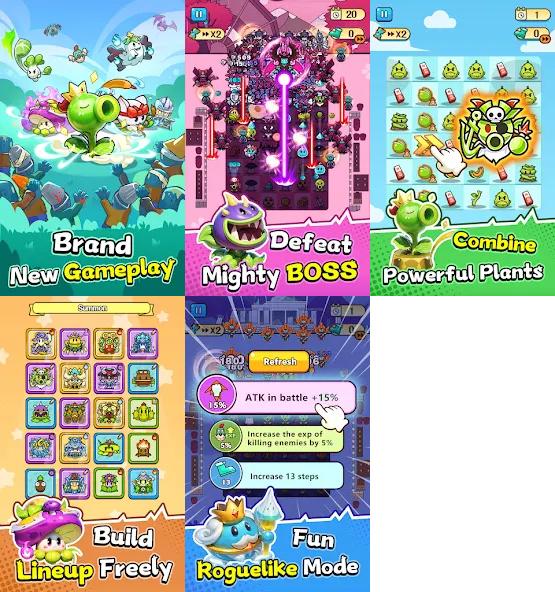 Brand
New Gameplay
20
X2
0
Defeat
Mighty BOSS
1
X2
0
Combine
Powerful Plants
Summon
Build
Lineup Freely
X2
0
Refresh
ATK in battle +15%
15%
Increase the exp of
killing enemies by 5%
5%
Increase 13 steps
13
Fun
Roguelike Mode